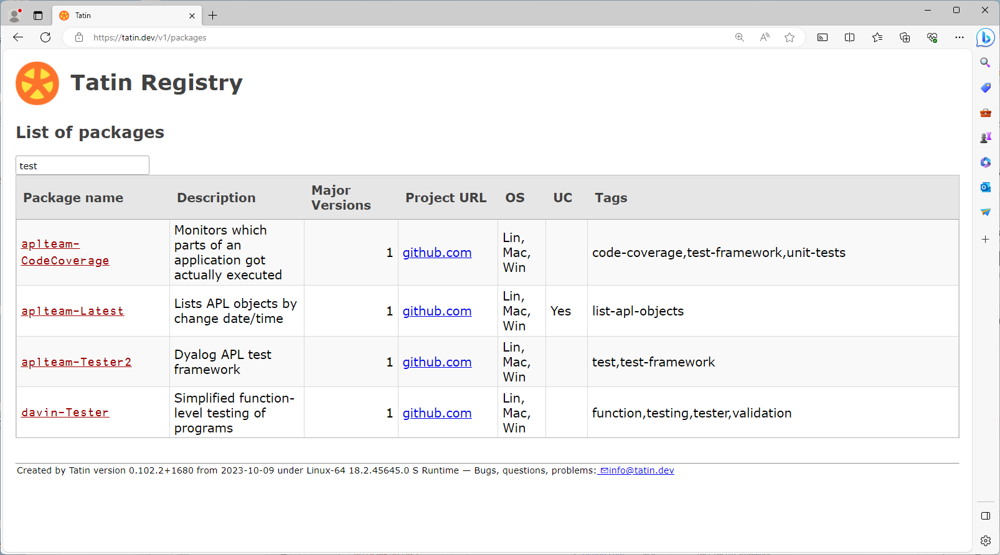 Tatin
https://tatin.dev/v1/packages
Tatin Registry
List of packages
test
Package name Description Major Versions Project URL OS UC Tags
aplteam-CodeCoverage Monitors which parts of an application got actually executed 1 github.com Lin, Mac, Win code-coverage,test-framework,unit-tests
aplteam-Latest Lists APL objects by change date/time 1 github.com Lin, Mac, Win Yes list-apl-objects
aplteam-Tester2 Dyalog APL test framework 1 github.com Lin, Mac, Win test,test-framework
davin-Tester Simplified function-level testing of programs 1 github.com Lin, Mac, Win function,testing,tester,validation
Created by Tatin version 0.102.2+1680 from 2023-10-09 under Linux-64 18.2.45645.0 S Runtime — Bugs, questions, problems: info@tatin.dev